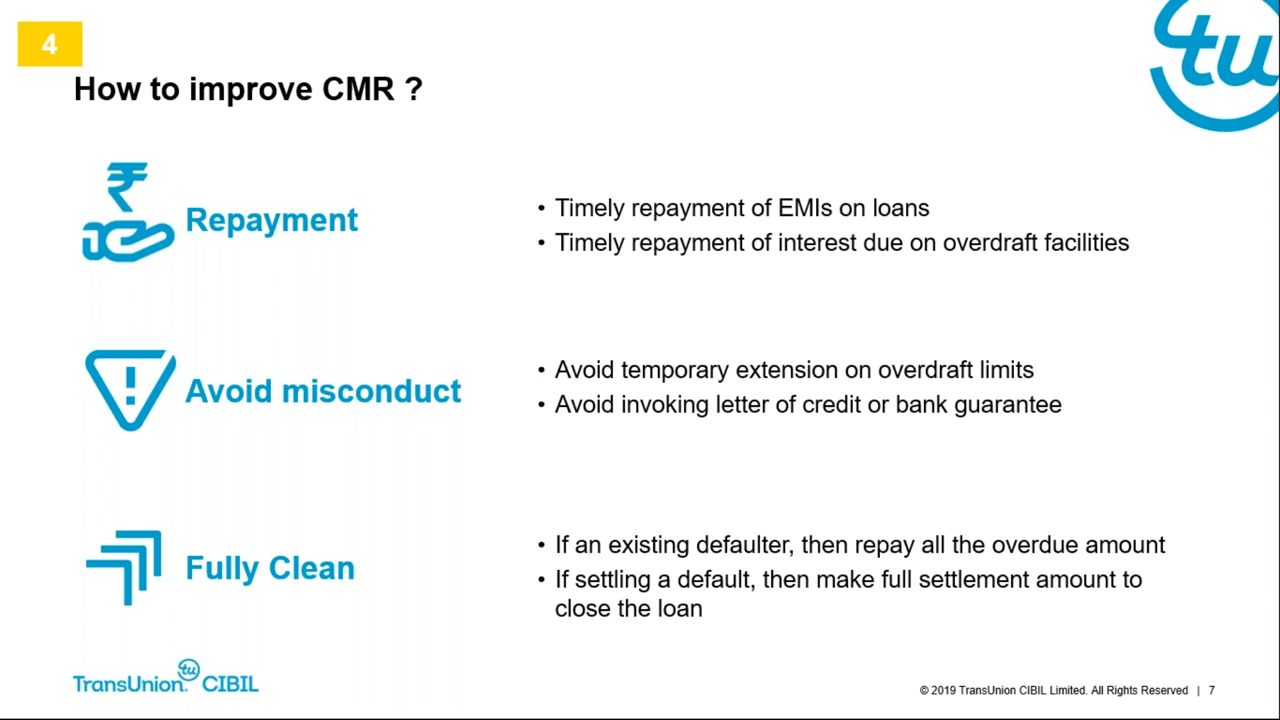 4
tu
How to improve CMR ?
₹
Repayment
• Timely repayment of EMIs on loans
• Timely repayment of interest due on overdraft facilities
!
Avoid misconduct
• Avoid temporary extension on overdraft limits
• Avoid invoking letter of credit or bank guarantee
Fully Clean
• If an existing defaulter, then repay all the overdue amount
• If settling a default, then make full settlement amount to
close the loan
tu
TransUnion® CIBIL
© 2019 TransUnion CIBIL Limited. All Rights Reserved | 7